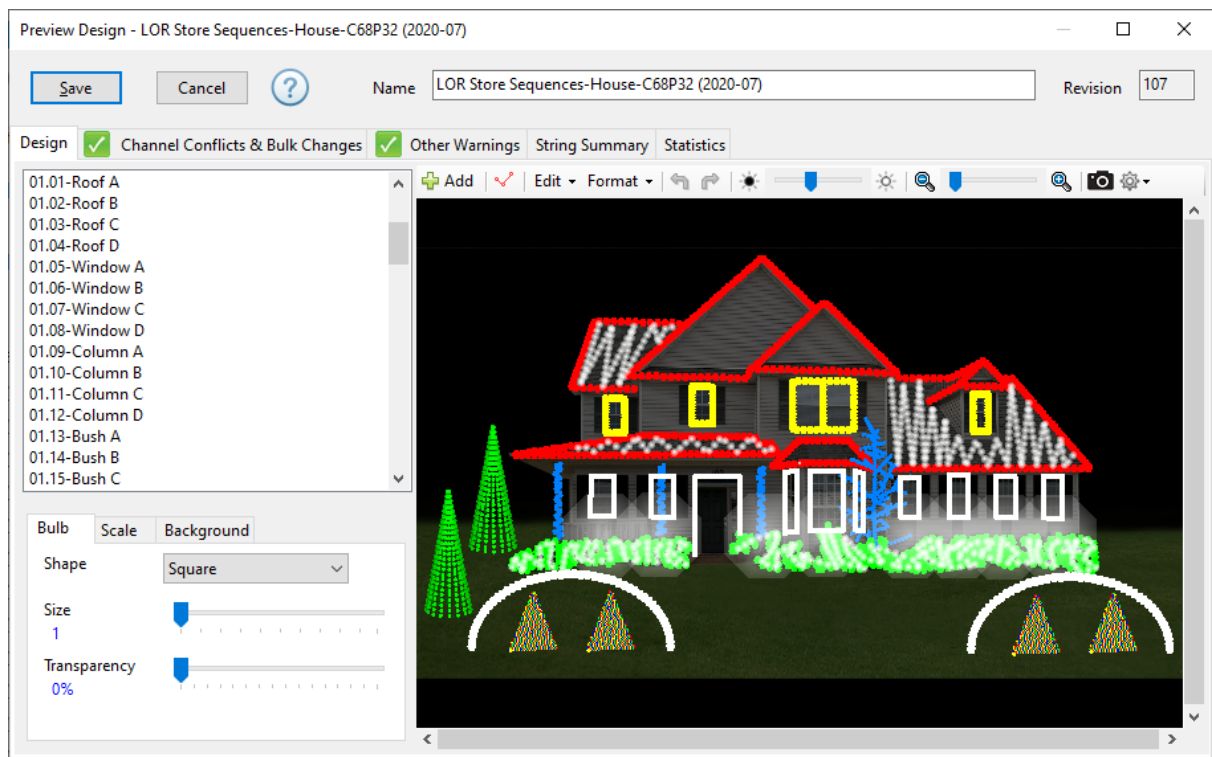 Preview Design - LOR Store Sequences-House-C68P32 (2020-07)
Save Cancel ? Name LOR Store Sequences-House-C68P32 (2020-07) Revision 107
Design Channel Conflicts & Bulk Changes Other Warnings String Summary Statistics
Add Edit Format
01.01-Roof A
01.02-Roof B
01.03-Roof C
01.04-Roof D
01.05-Window A
01.06-Window B
01.07-Window C
01.08-Window D
01.09-Column A
01.10-Column B
01.11-Column C
01.12-Column D
01.13-Bush A
01.14-Bush B
01.15-Bush C
Bulb Scale Background
Shape Square
Size
1
Transparency
0%